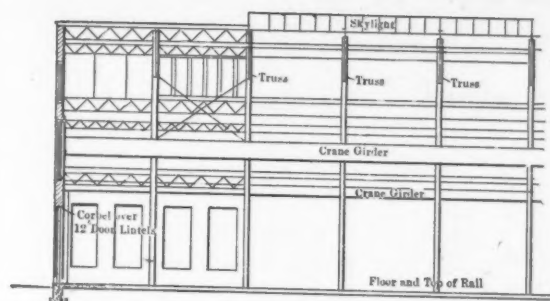 Skylight
Truss
Truss
Truss
Crane Girder
Crane Girder
Corbel over
12" Door Lintels
Floor and Top of Rail